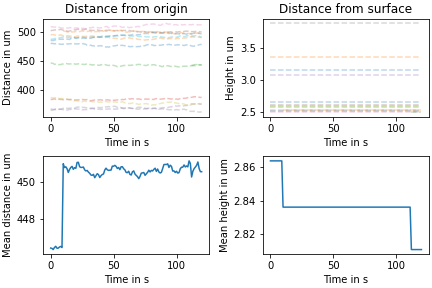 Distance from origin
Distance from surface
Distance in um
500
450
400
0
50
100
Time in s
Height in um
3.5
3.0
2.5
0
50
100
Time in s
Mean distance in um
450
448
0
50
100
Time in s
Mean height in um
2.86
2.84
2.82
0
50
100
Time in s